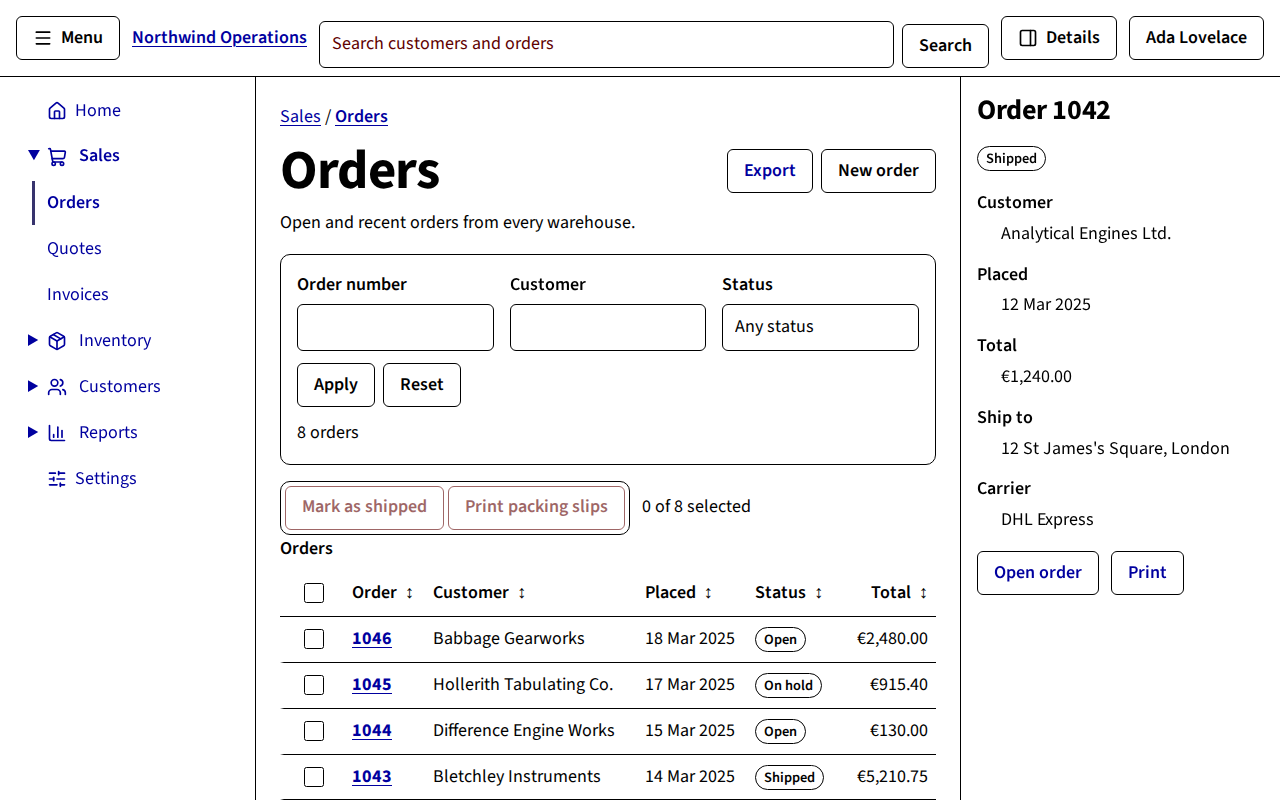 Menu
Northwind Operations
Search customers and orders
Search
Details
Ada Lovelace
Home
Sales
Orders
Quotes
Invoices
Inventory
Customers
Reports
Settings
Sales / Orders
Orders
Export
New order
Open and recent orders from every warehouse.
Order number
Customer
Status
Any status
Apply
Reset
8 orders
Mark as shipped
Print packing slips
0 of 8 selected
Orders
Order ↕ Customer ↕ Placed ↕ Status ↕ Total ↕
1046 Babbage Gearworks 18 Mar 2025 Open €2,480.00
1045 Hollerith Tabulating Co. 17 Mar 2025 On hold €915.40
1044 Difference Engine Works 15 Mar 2025 Open €130.00
1043 Bletchley Instruments 14 Mar 2025 Shipped €5,210.75
Order 1042
Shipped
Customer
Analytical Engines Ltd.
Placed
12 Mar 2025
Total
€1,240.00
Ship to
12 St James's Square, London
Carrier
DHL Express
Open order
Print